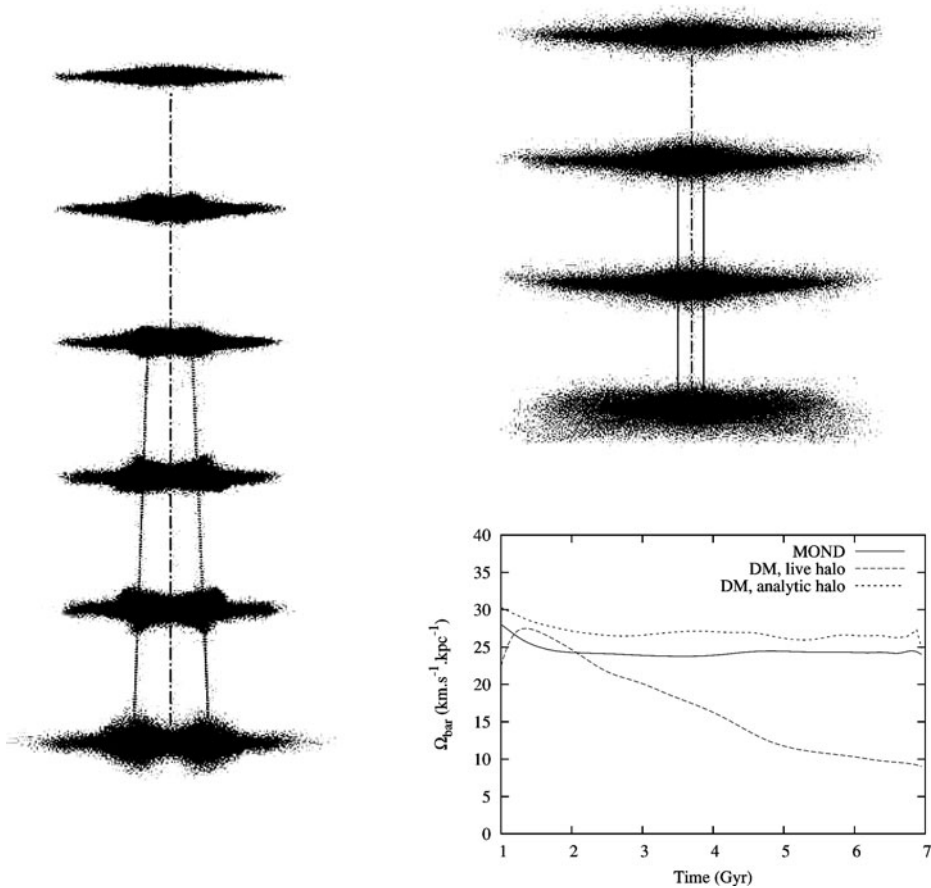 40
35
30
25
20
15
10
5
0
Ω_bar (km.s⁻¹.kpc⁻¹)
MOND
DM, live halo
DM, analytic halo
1 2 3 4 5 6 7
Time (Gyr)